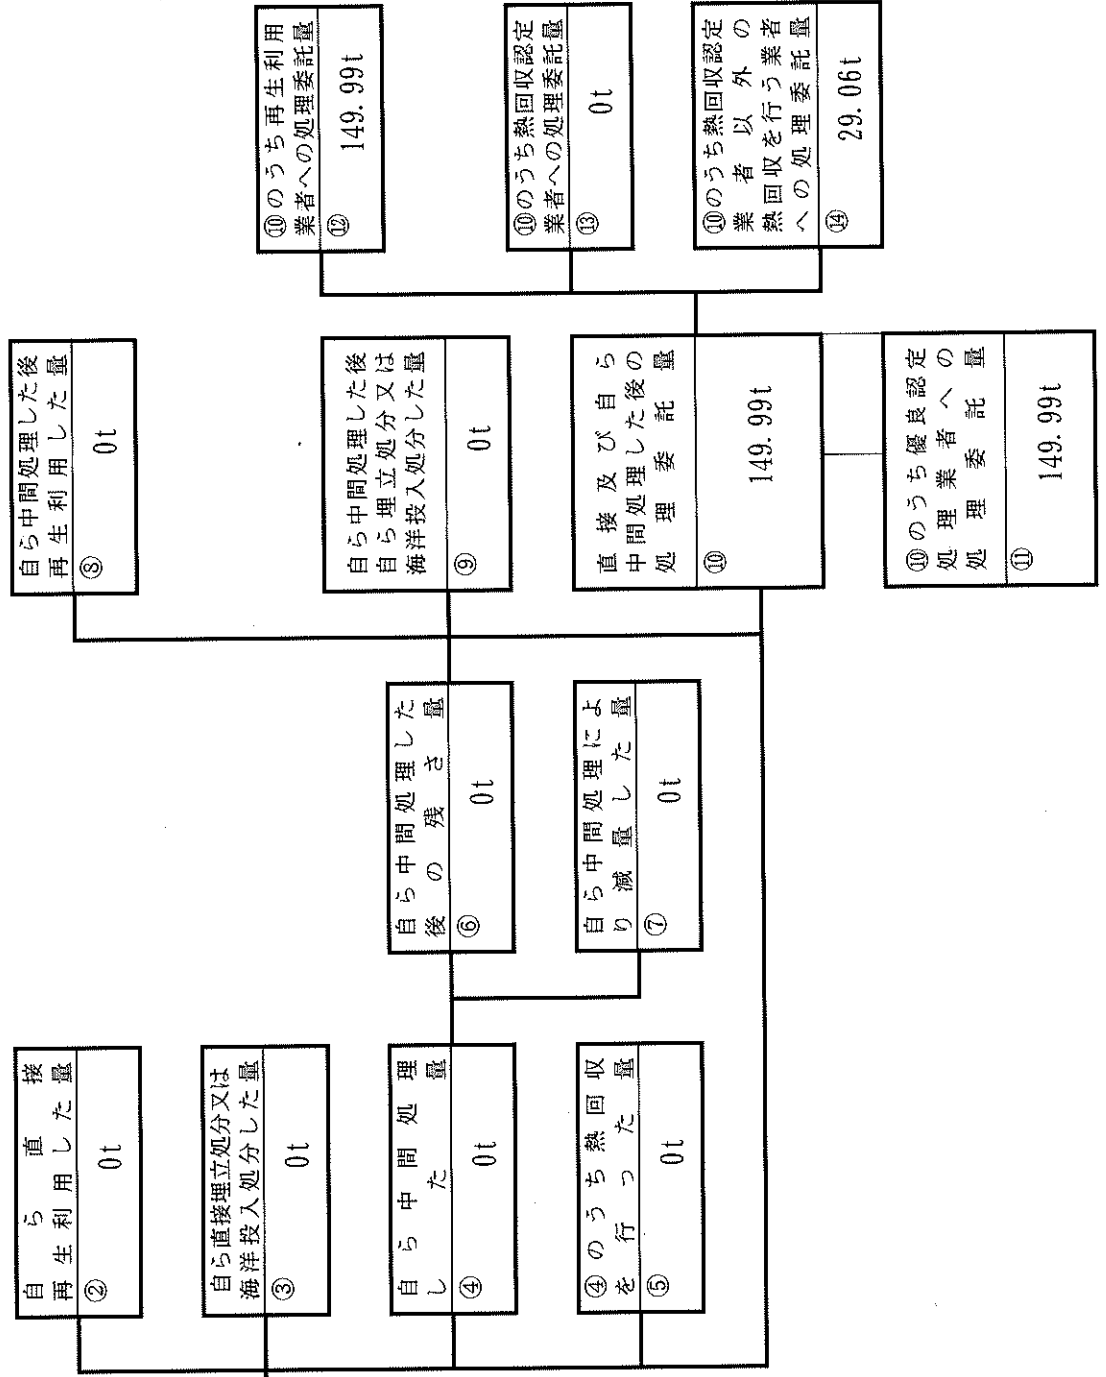 自ら直接
再生利用した量
②
0t
自ら直接埋立処分又は
海洋投入処分した量
③
0t
自ら中間処理
した量
④
0t
④のうち熱回収
を行った量
⑤
0t
自ら中間処理した
後の残さ量
⑥
0t
自ら中間処理によ
り減量した量
⑦
0t
自ら中間処理した後
再生利用した量
⑧
0t
自ら中間処理した後
自ら埋立処分又は
海洋投入処分した量
⑨
0t
直接及び自ら
中間処理した後の
処理委託量
⑩
149.99t
⑩のうち優良認定
処理業者への
処理委託量
⑪
149.99t
⑩のうち再生利用
業者への処理委託量
⑫
149.99t
⑩のうち熱回収認定
業者への処理委託量
⑬
0t
⑩のうち熱回収認定
業者以外の
熱回収を行う業者
への処理委託量
⑭
29.06t